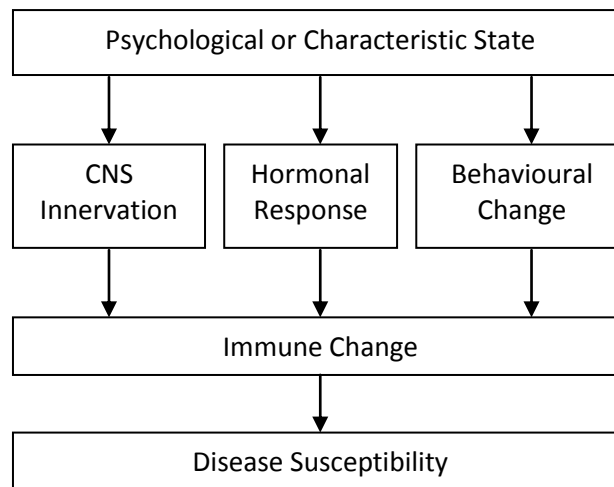 Psychological or Characteristic State
CNS
Innervation
Hormonal
Response
Behavioural
Change
Immune Change
Disease Susceptibility